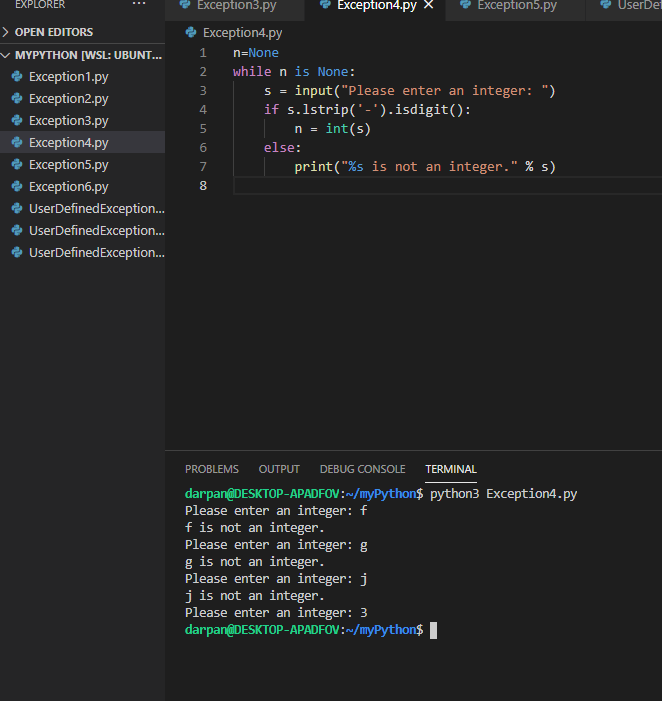 EXPLORER ···
Exception3.py Exception4.py × Exception5.py
OPEN EDITORS
MYPYTHON [WSL: UBUNT...
Exception1.py
Exception2.py
Exception3.py
Exception4.py
Exception5.py
Exception6.py
UserDefinedException...
UserDefinedException...
UserDefinedException...
Exception4.py
1 n=None
2 while n is None:
3 s = input("Please enter an integer: ")
4 if s.lstrip('-').isdigit():
5 n = int(s)
6 else:
7 print("%s is not an integer." % s)
8
PROBLEMS OUTPUT DEBUG CONSOLE TERMINAL
darpan@DESKTOP-APADFOV:~/myPython$ python3 Exception4.py
Please enter an integer: f
f is not an integer.
Please enter an integer: g
g is not an integer.
Please enter an integer: j
j is not an integer.
Please enter an integer: 3
darpan@DESKTOP-APADFOV:~/myPython$